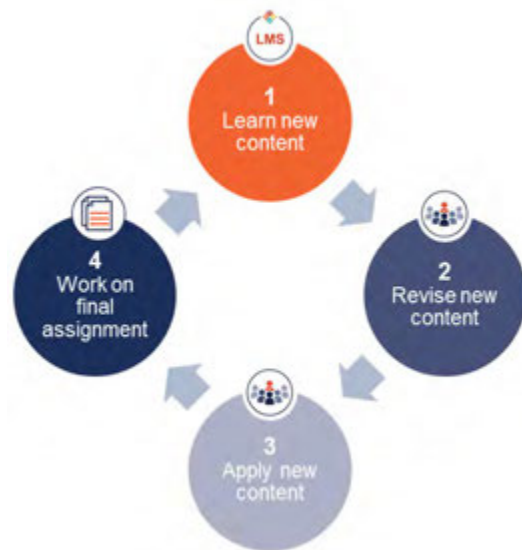 LMS
1
Learn new
content
2
Revise new
content
3
Apply new
content
4
Work on
final
assignment